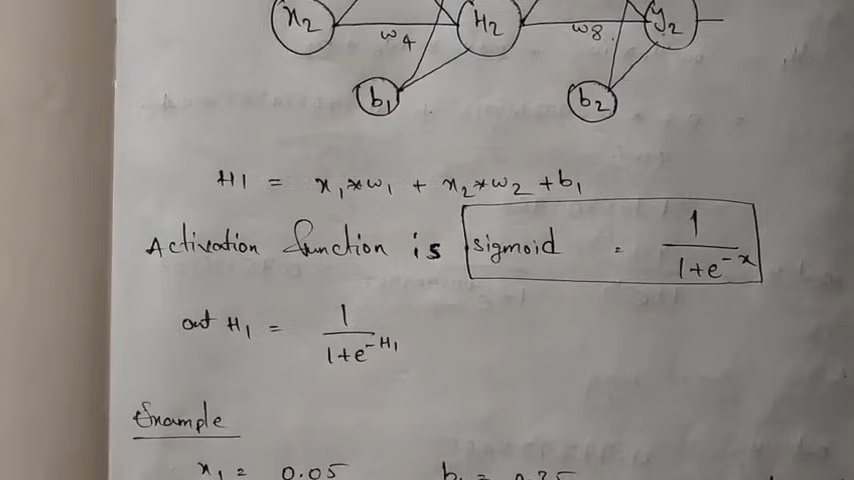 x2 H2 y2
w4 w8
b1 b2
H1 = x1*w1 + x2*w2 + b1
Activation function is sigmoid = 1/(1+e^-x)
out H1 = 1/(1+e^-H1)
Example
x1 = 0.05